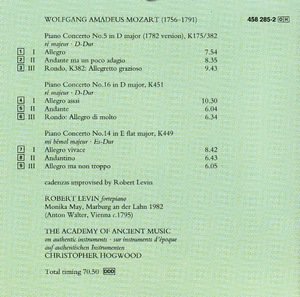 WOLFGANG AMADEUS MOZART (1756–1791)
458 285-2 OH
Piano Concerto No.5 in D major (1782 version), K175/382
ré majeur · D-Dur
1 I Allegro 7.54
2 II Andante ma un poco adagio 8.35
3 III Rondo, K382: Allegretto grazioso 9.43
Piano Concerto No.16 in D major, K451
ré majeur · D-Dur
4 I Allegro assai 10.30
5 II Andante 6.04
6 III Rondo: Allegro di molto 6.34
Piano Concerto No.14 in E flat major, K449
mi bémol majeur · Es-Dur
7 I Allegro vivace 8.42
8 II Andantino 6.43
9 III Allegro ma non troppo 6.05
cadenzas improvised by Robert Levin
ROBERT LEVIN fortepiano
Monika May, Marburg an der Lahn 1982
(Anton Walter, Vienna c.1795)
THE ACADEMY OF ANCIENT MUSIC
on authentic instruments · sur instruments d'époque
auf authentischen Instrumenten
CHRISTOPHER HOGWOOD
Total timing 70.50 DDD